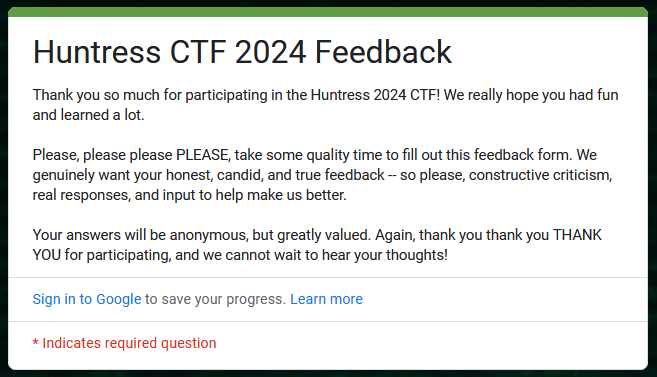 Huntress CTF 2024 Feedback
Thank you so much for participating in the Huntress 2024 CTF! We really hope you had fun
and learned a lot.
Please, please please PLEASE, take some quality time to fill out this feedback form. We
genuinely want your honest, candid, and true feedback -- so please, constructive criticism,
real responses, and input to help make us better.
Your answers will be anonymous, but greatly valued. Again, thank you thank you THANK
YOU for participating, and we cannot wait to hear your thoughts!
Sign in to Google to save your progress. Learn more
* Indicates required question